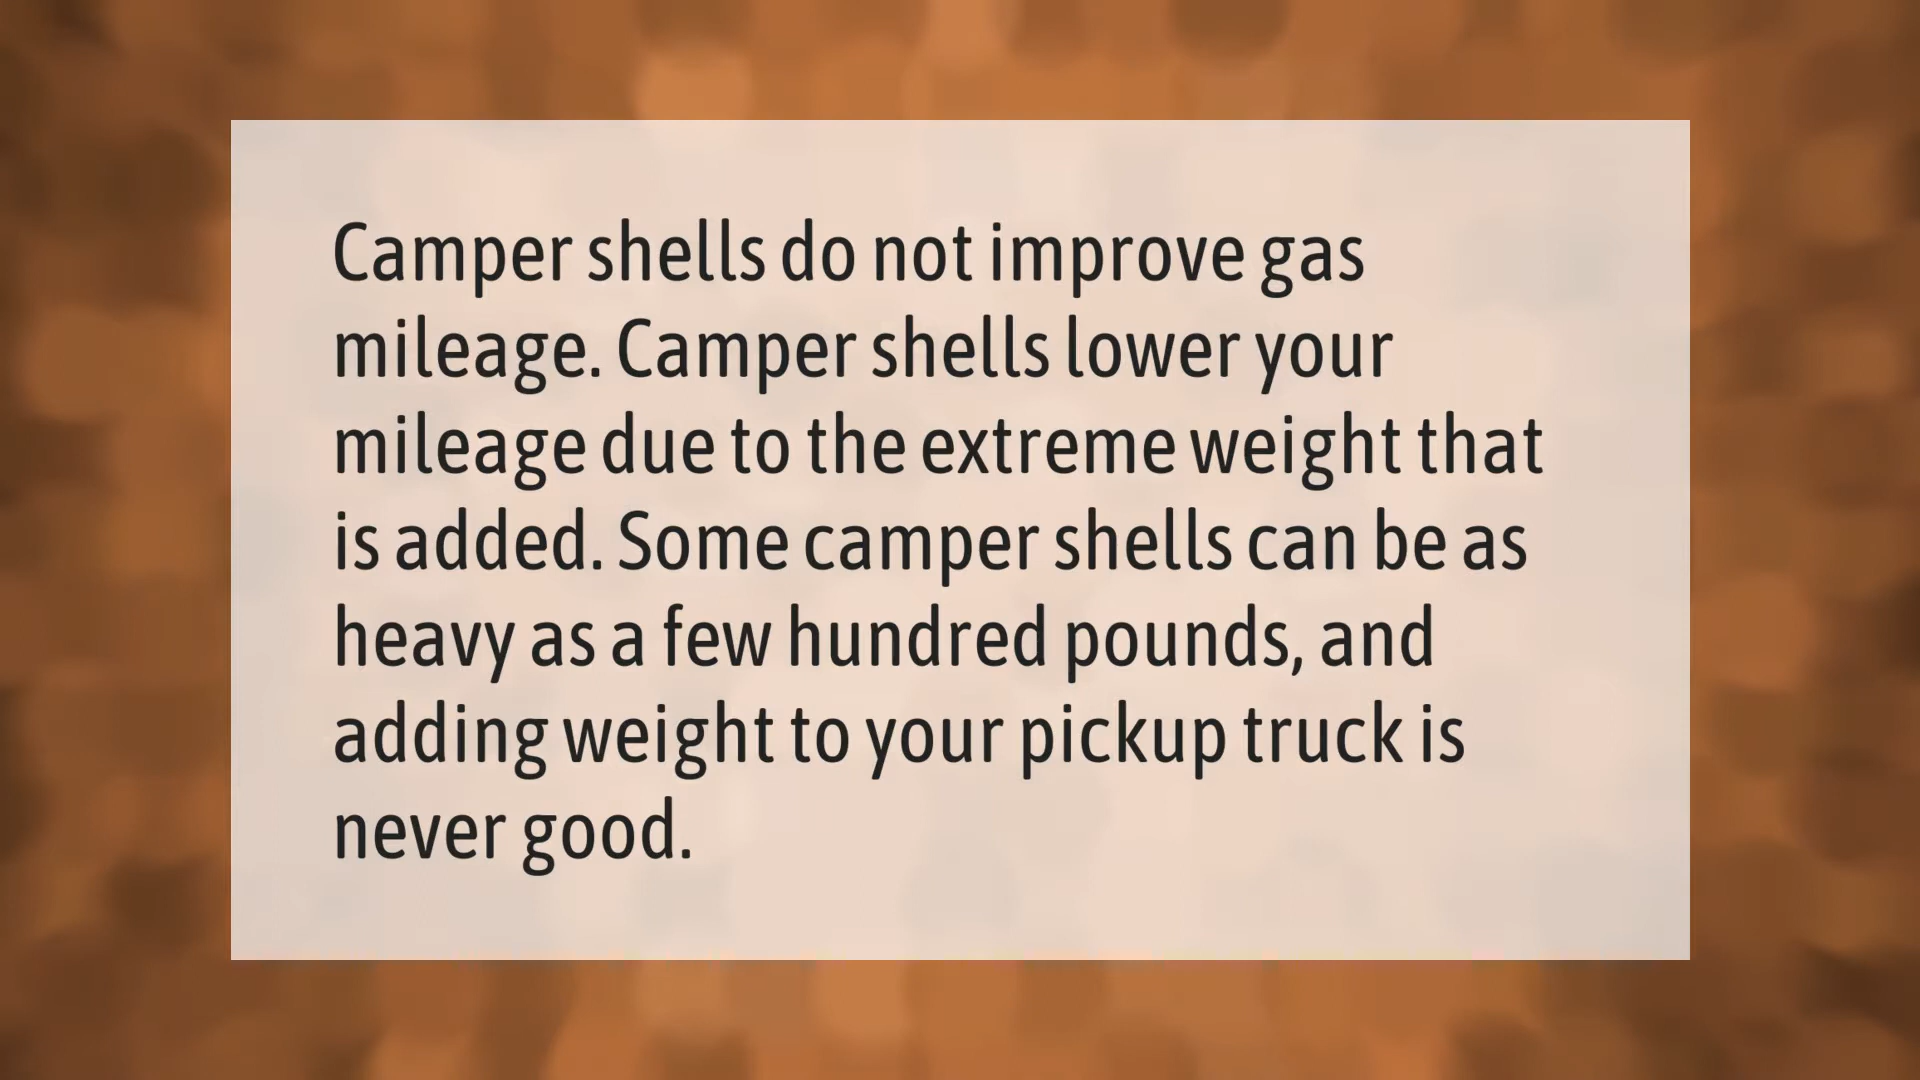 Camper shells do not improve gas
mileage. Camper shells lower your
mileage due to the extreme weight that
is added. Some camper shells can be as
heavy as a few hundred pounds, and
adding weight to your pickup truck is
never good.